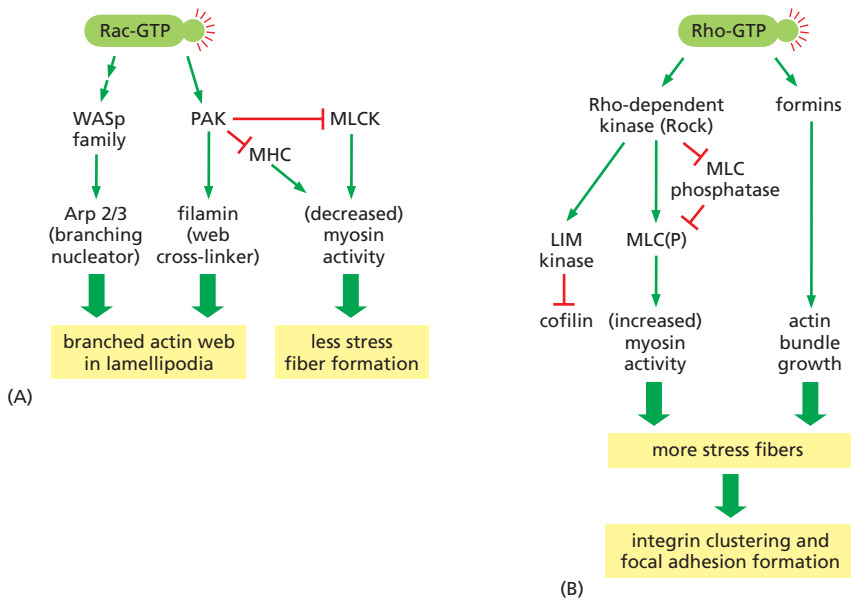 Rac-GTP
WASp
family
PAK
MLCK
MHC
Arp 2/3
(branching
nucleator)
filamin
(web
cross-linker)
(decreased)
myosin
activity
branched actin web
in lamellipodia
less stress
fiber formation
(A)
Rho-GTP
Rho-dependent
kinase (Rock)
formins
MLC
phosphatase
LIM
kinase
MLC(P)
cofilin
(increased)
myosin
activity
actin
bundle
growth
more stress fibers
integrin clustering and
focal adhesion formation
(B)